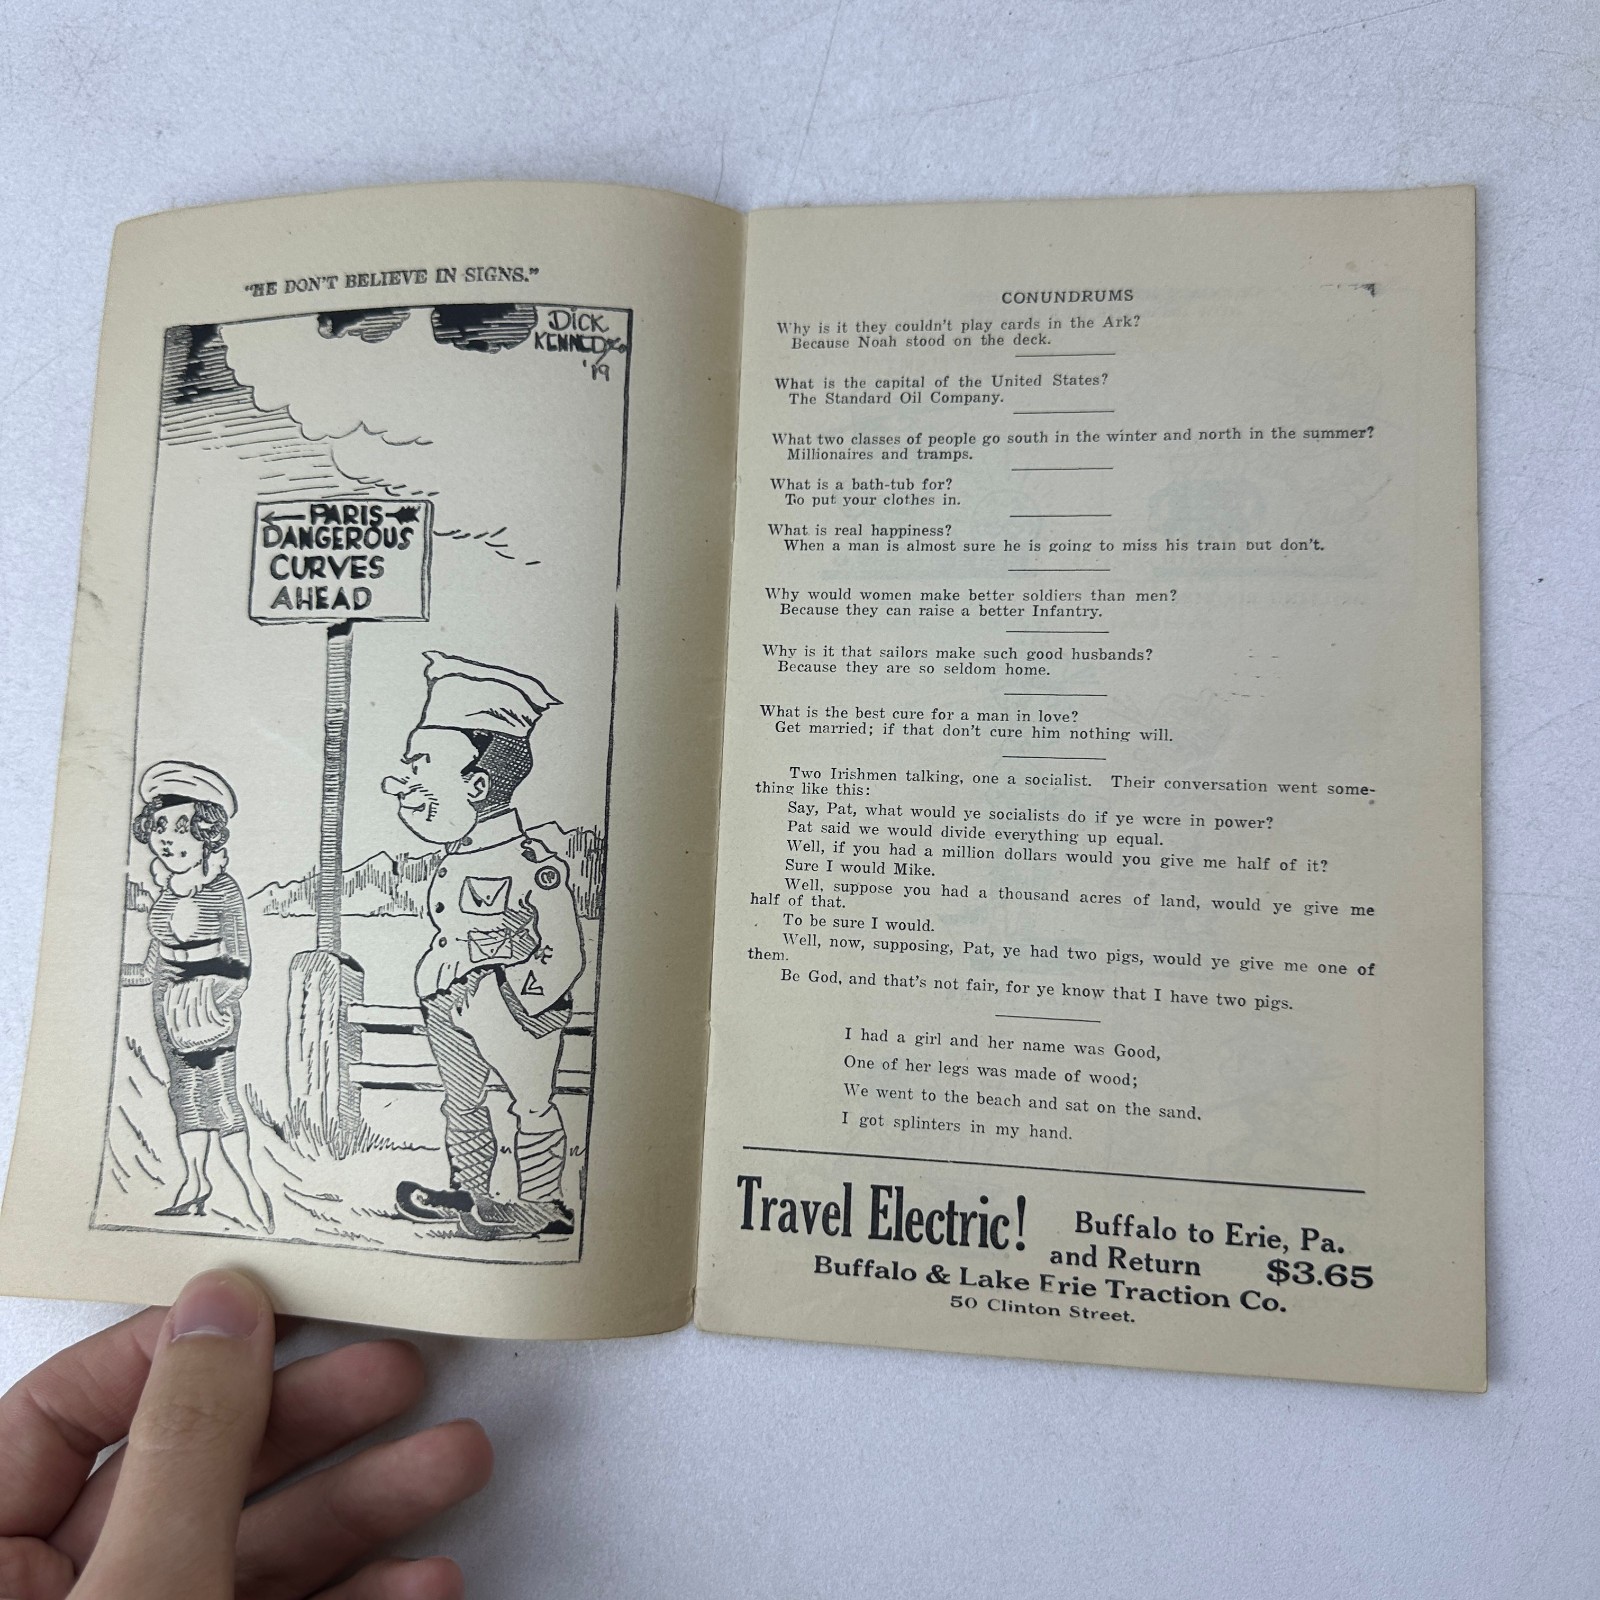 "HE DON'T BELIEVE IN SIGNS."
DICK
KENNEDY
'19
PARIS
DANGEROUS
CURVES
AHEAD
CONUNDRUMS
Why is it they couldn't play cards in the Ark?
Because Noah stood on the deck.
What is the capital of the United States?
The Standard Oil Company.
What two classes of people go south in the winter and north in the summer?
Millionaires and tramps.
What is a bath-tub for?
To put your clothes in.
What is real happiness?
When a man is almost sure he is going to miss his train but don't.
Why would women make better soldiers than men?
Because they can raise a better Infantry.
Why is it that sailors make such good husbands?
Because they are so seldom home.
What is the best cure for a man in love?
Get married; if that don't cure him nothing will.
Two Irishmen talking, one a socialist. Their conversation went some-
thing like this:
Say, Pat, what would ye socialists do if ye were in power?
Pat said we would divide everything up equal.
Well, if you had a million dollars would you give me half of it?
Sure I would Mike.
Well, suppose you had a thousand acres of land, would ye give me
half of that.
To be sure I would.
Well, now, supposing, Pat, ye had two pigs, would ye give me one of
them.
Be God, and that's not fair, for ye know that I have two pigs.
I had a girl and her name was Good,
One of her legs was made of wood;
We went to the beach and sat on the sand.
I got splinters in my hand.
Travel Electric! Buffalo to Erie, Pa.
and Return $3.65
Buffalo & Lake Erie Traction Co.
50 Clinton Street.